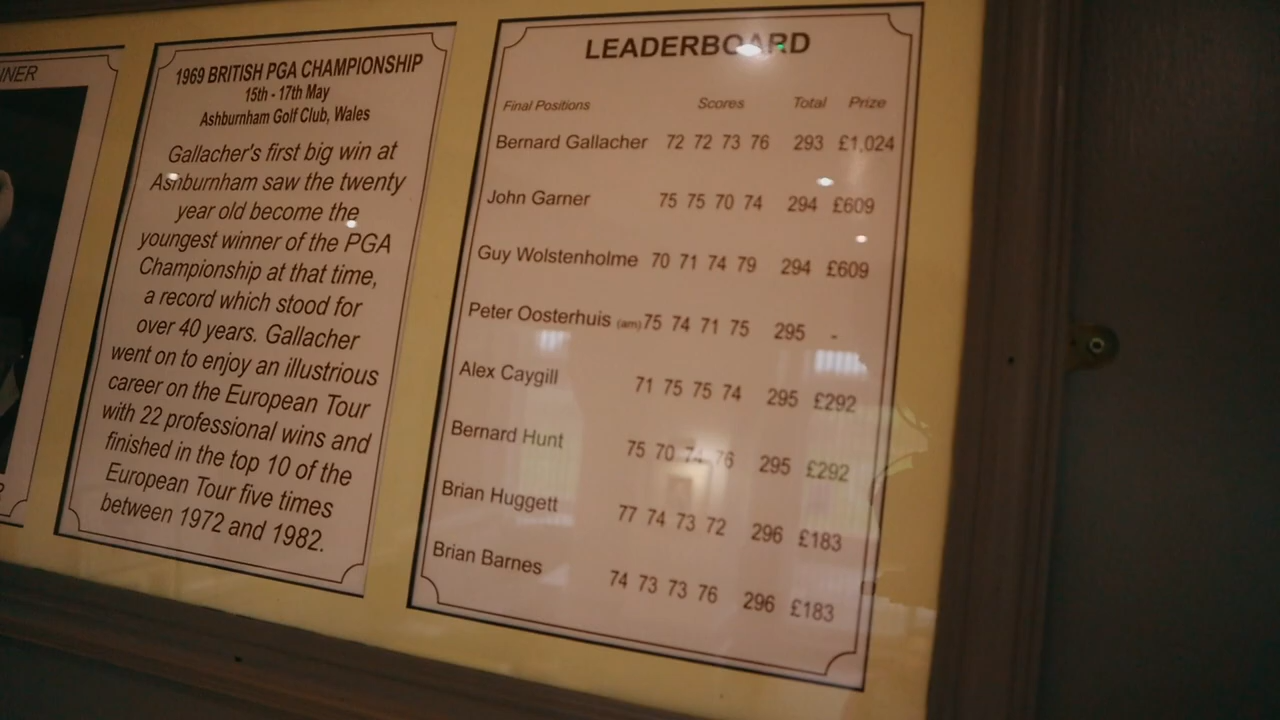 1969 BRITISH PGA CHAMPIONSHIP
15th - 17th May
Ashburnham Golf Club, Wales
Gallacher's first big win at
Ashburnham saw the twenty
year old become the
youngest winner of the PGA
Championship at that time,
a record which stood for
over 40 years. Gallacher
went on to enjoy an illustrious
career on the European Tour
with 22 professional wins and
finished in the top 10 of the
European Tour five times
between 1972 and 1982.
LEADERBOARD
Final Positions Scores Total Prize
Bernard Gallacher 72 72 73 76 293 £1,024
John Garner 75 75 70 74 294 £609
Guy Wolstenholme 70 71 74 79 294 £609
Peter Oosterhuis (am) 75 74 71 75 295 -
Alex Caygill 71 75 75 74 295 £292
Bernard Hunt 75 70 74 76 295 £292
Brian Huggett 77 74 73 72 296 £183
Brian Barnes 74 73 73 76 296 £183